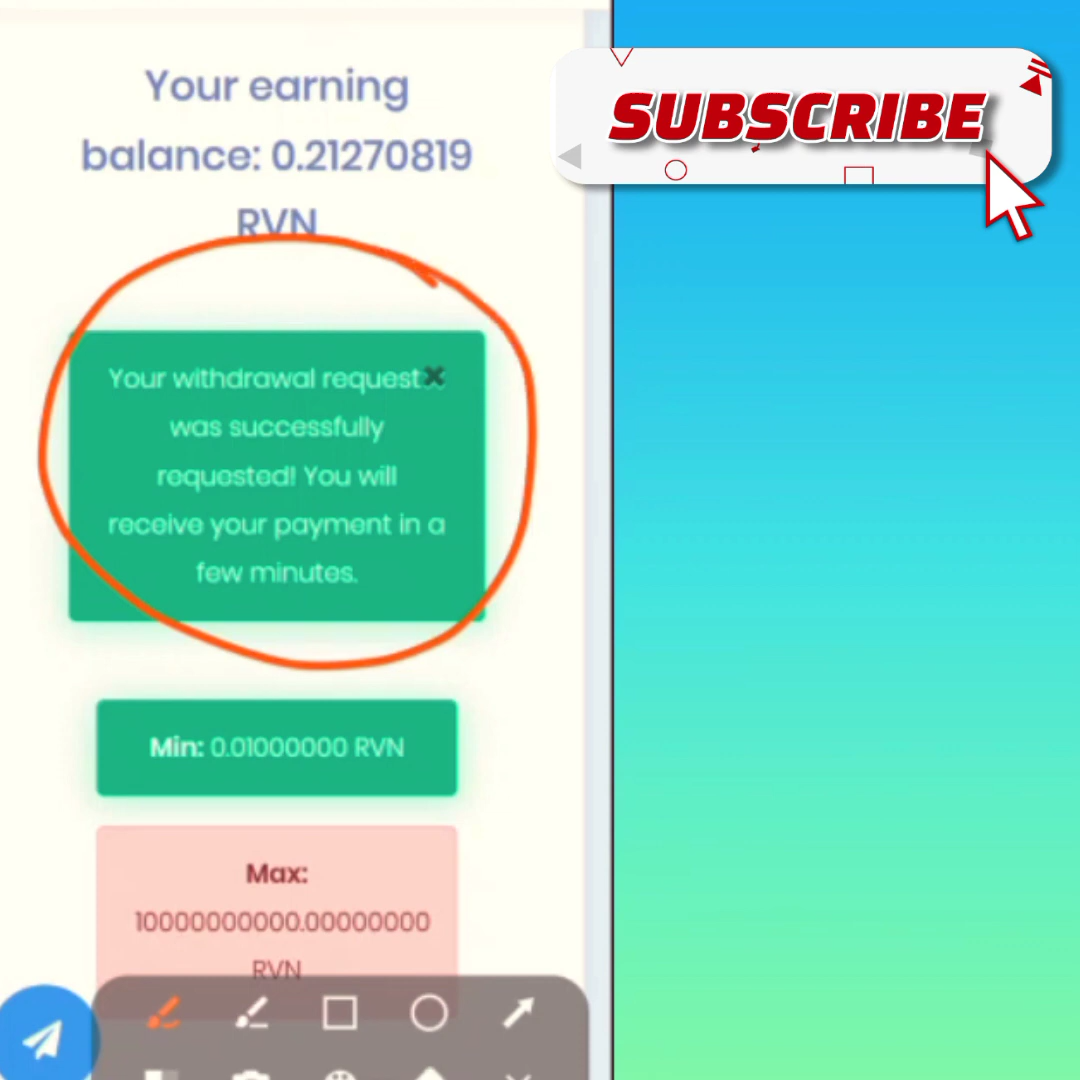 Your earning
balance: 0.21270819
RVN
SUBSCRIBE
Your withdrawal request
was successfully
requested! You will
receive your payment in a
few minutes.
Min: 0.01000000 RVN
Max:
10000000000.00000000
RVN